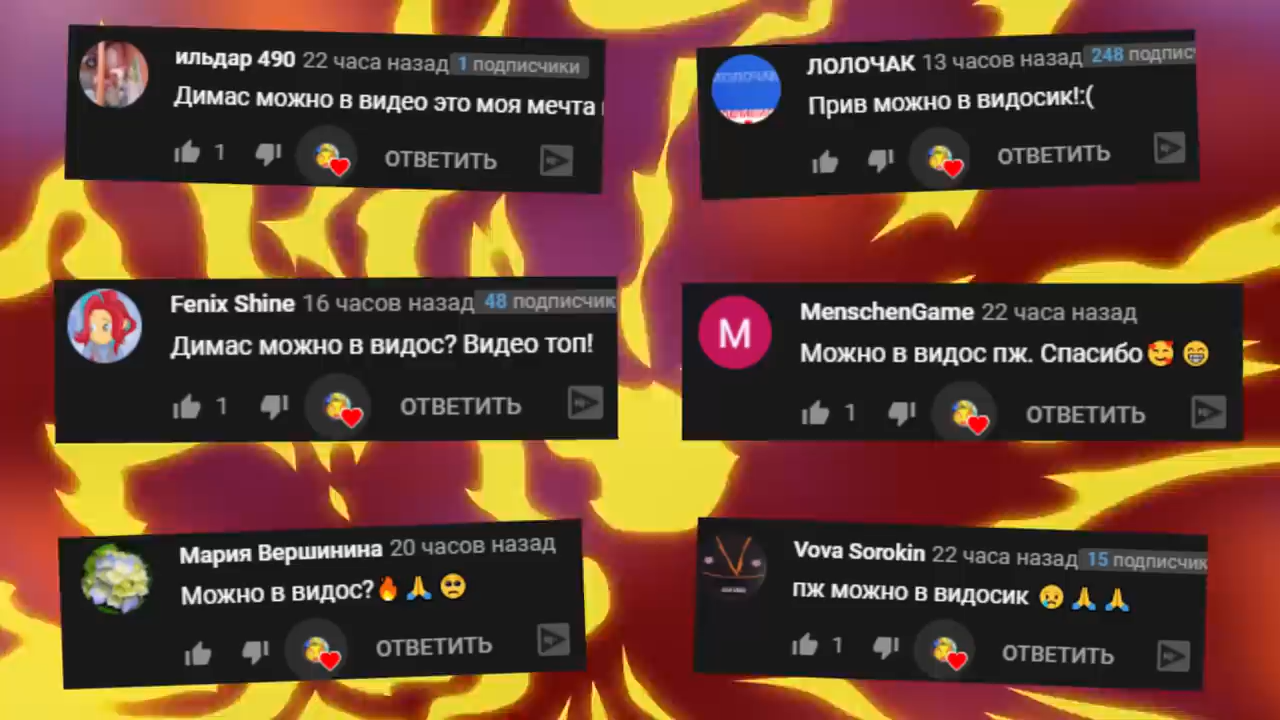 ильдар 490 22 часа назад 1 подписчики
Димас можно в видео это моя мечта
1 ОТВЕТИТЬ
ЛОЛОЧАК 13 часов назад 248 подпис
Прив можно в видосик!:(
ОТВЕТИТЬ
Fenix Shine 16 часов назад 48 подписчик
Димас можно в видос? Видео топ!
1 ОТВЕТИТЬ
M
MenschenGame 22 часа назад
Можно в видос пж. Спасибо🥰 😁
1 ОТВЕТИТЬ
Мария Вершинина 20 часов назад
Можно в видос?🔥 🙏 🥺
ОТВЕТИТЬ
Vova Sorokin 22 часа назад 15 подписчик
пж можно в видосик 😢 🙏 🙏
1 ОТВЕТИТЬ